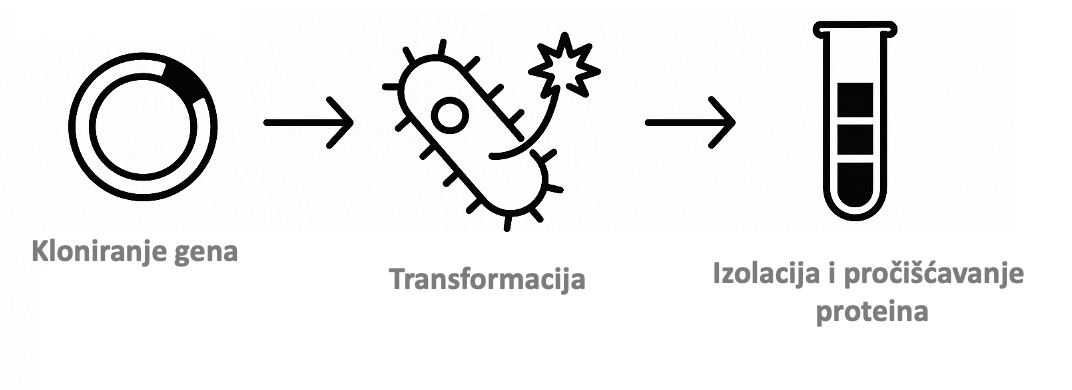 Kloniranje gena
Transformacija
Izolacija i pročišćavanje
proteina